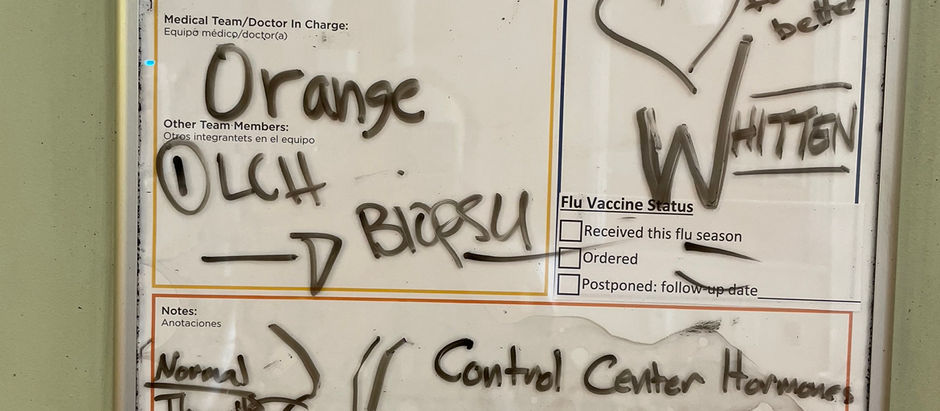 Medical Team/Doctor In Charge:
Equipo médico/doctor(a)
Orange
Other Team Members:
Otros integrantets en el equipo
1 LCH
Biopsy
better
WHITTEN
Flu Vaccine Status
Received this flu season
Ordered
Postponed: follow-up date
Notes:
Anotaciones
Normal
Control Center Hormones